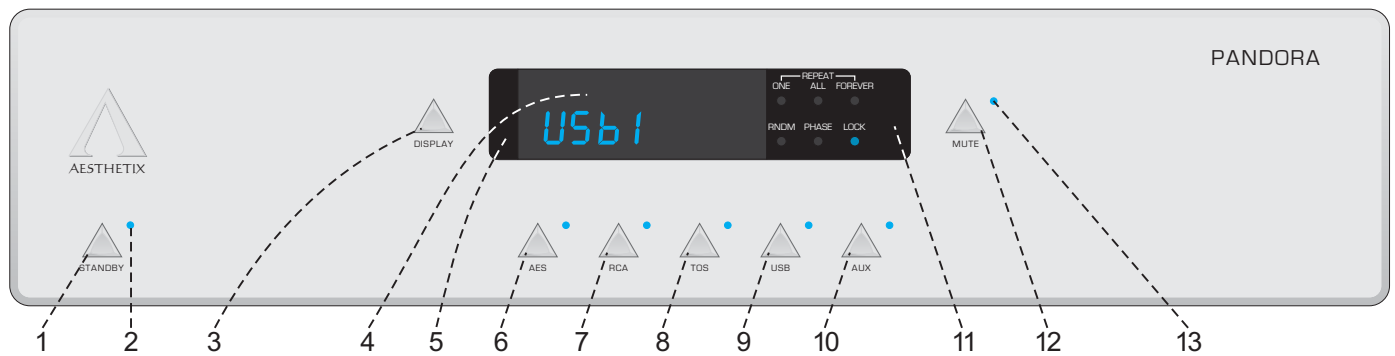 PANDORA
REPEAT
ONE ALL FOREVER
USb1
RNDM PHASE LOCK
DISPLAY
MUTE
AESTHETIX
STANDBY
AES RCA TOS USB AUX
1 2 3 4 5 6 7 8 9 10 11 12 13